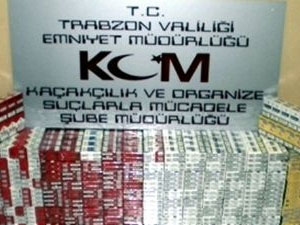 T.C.
TRABZON VALİLİĞİ
EMNİYET MÜDÜRLÜĞÜ
KOM
KAÇAKÇILIK VE ORGANİZE
SUÇLARLA MÜCADELE
ŞUBE MÜDÜRLÜĞÜ